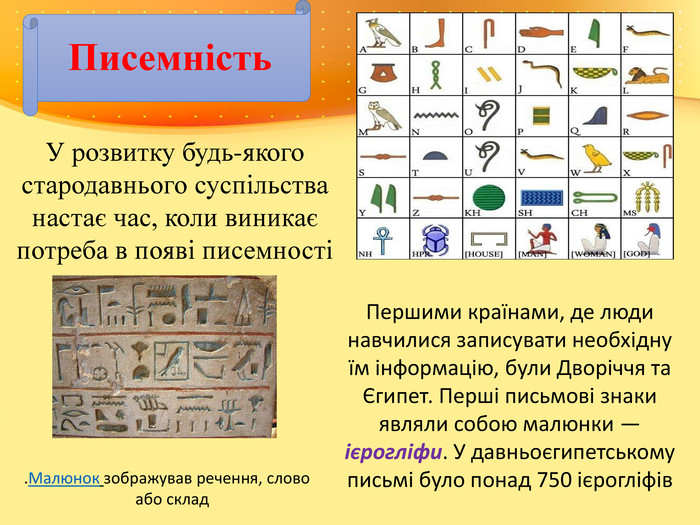 Писемність
У розвитку будь-якого
стародавнього суспільства
настає час, коли виникає
потреба в появі писемності
A B C D E F
G H I J K L
M N O P Q R
S T U V W X
Y Z KH SH CH MS
NH HPR [HOUSE] [MAN] [WOMAN] [GOD]
Першими країнами, де люди
навчилися записувати необхідну
їм інформацію, були Дворіччя та
Єгипет. Перші письмові знаки
являли собою малюнки —
ієрогліфи. У давньоєгипетському
письмі було понад 750 ієрогліфів
.Малюнок зображував речення, слово
або склад